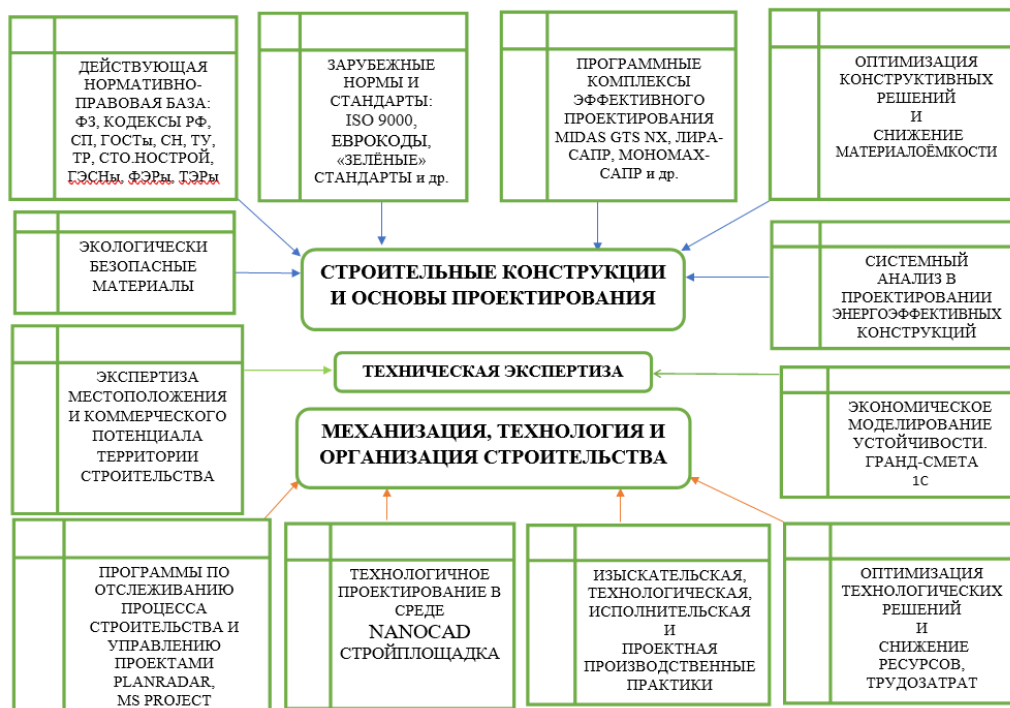 ДЕЙСТВУЮЩАЯ
НОРМАТИВНО-
ПРАВОВАЯ БАЗА:
ФЗ, КОДЕКСЫ РФ,
СП, ГОСТы, СН, ТУ,
ТР, СТО.НОСТРОЙ,
ГЭСНы, ФЭРы, ТЭРы
ЗАРУБЕЖНЫЕ
НОРМЫ И
СТАНДАРТЫ:
ISO 9000,
ЕВРОКОДЫ,
«ЗЕЛЁНЫЕ»
СТАНДАРТЫ и др.
ПРОГРАММНЫЕ
КОМПЛЕКСЫ
ЭФФЕКТИВНОГО
ПРОЕКТИРОВАНИЯ
MIDAS GTS NX, ЛИРА-
САПР, МОНОМАХ-
САПР и др.
ОПТИМИЗАЦИЯ
КОНСТРУКТИВНЫХ
РЕШЕНИЙ
И
СНИЖЕНИЕ
МАТЕРИАЛОЁМКОСТИ
ЭКОЛОГИЧЕСКИ
БЕЗОПАСНЫЕ
МАТЕРИАЛЫ
СТРОИТЕЛЬНЫЕ КОНСТРУКЦИИ
И ОСНОВЫ ПРОЕКТИРОВАНИЯ
СИСТЕМНЫЙ
АНАЛИЗ В
ПРОЕКТИРОВАНИИ
ЭНЕРГОЭФФЕКТИВНЫХ
КОНСТРУКЦИЙ
ЭКСПЕРТИЗА
МЕСТОПОЛОЖЕНИЯ
И КОММЕРЧЕСКОГО
ПОТЕНЦИАЛА
ТЕРРИТОРИИ
СТРОИТЕЛЬСТВА
ТЕХНИЧЕСКАЯ ЭКСПЕРТИЗА
ЭКОНОМИЧЕСКОЕ
МОДЕЛИРОВАНИЕ
УСТОЙЧИВОСТИ.
ГРАНД-СМЕТА
1С
МЕХАНИЗАЦИЯ, ТЕХНОЛОГИЯ И
ОРГАНИЗАЦИЯ СТРОИТЕЛЬСТВА
ПРОГРАММЫ ПО
ОТСЛЕЖИВАНИЮ
ПРОЦЕССА
СТРОИТЕЛЬСТВА И
УПРАВЛЕНИЮ
ПРОЕКТАМИ
PLANRADAR,
MS PROJECT
ТЕХНОЛОГИЧНОЕ
ПРОЕКТИРОВАНИЕ В
СРЕДЕ
NANOCAD
СТРОЙПЛОЩАДКА
ИЗЫСКАТЕЛЬСКАЯ,
ТЕХНОЛОГИЧЕСКАЯ,
ИСПОЛНИТЕЛЬСКАЯ
И
ПРОЕКТНАЯ
ПРОИЗВОДСТВЕННЫЕ
ПРАКТИКИ
ОПТИМИЗАЦИЯ
ТЕХНОЛОГИЧЕСКИХ
РЕШЕНИЙ
И
СНИЖЕНИЕ
РЕСУРСОВ,
ТРУДОЗАТРАТ